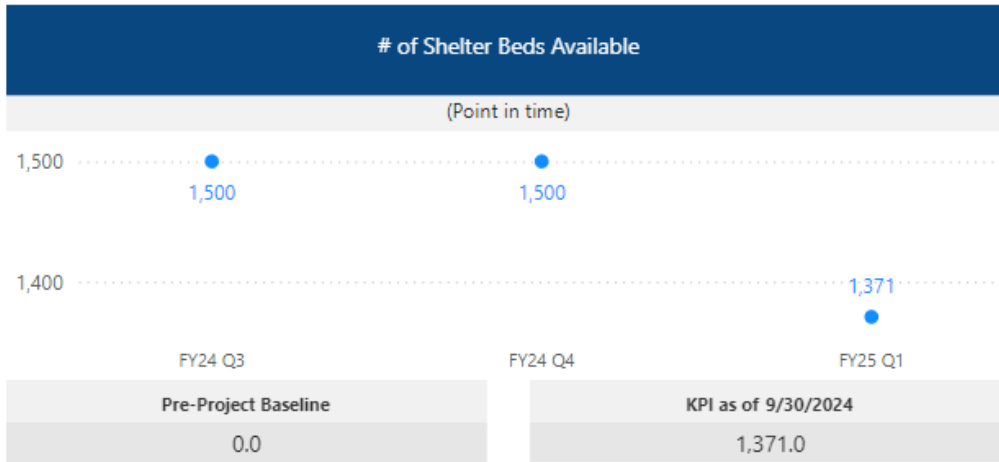 # of Shelter Beds Available
(Point in time)
1,500
1,500
1,500
1,400
1,371
FY24 Q3
FY24 Q4
FY25 Q1
Pre-Project Baseline
KPI as of 9/30/2024
0.0
1,371.0